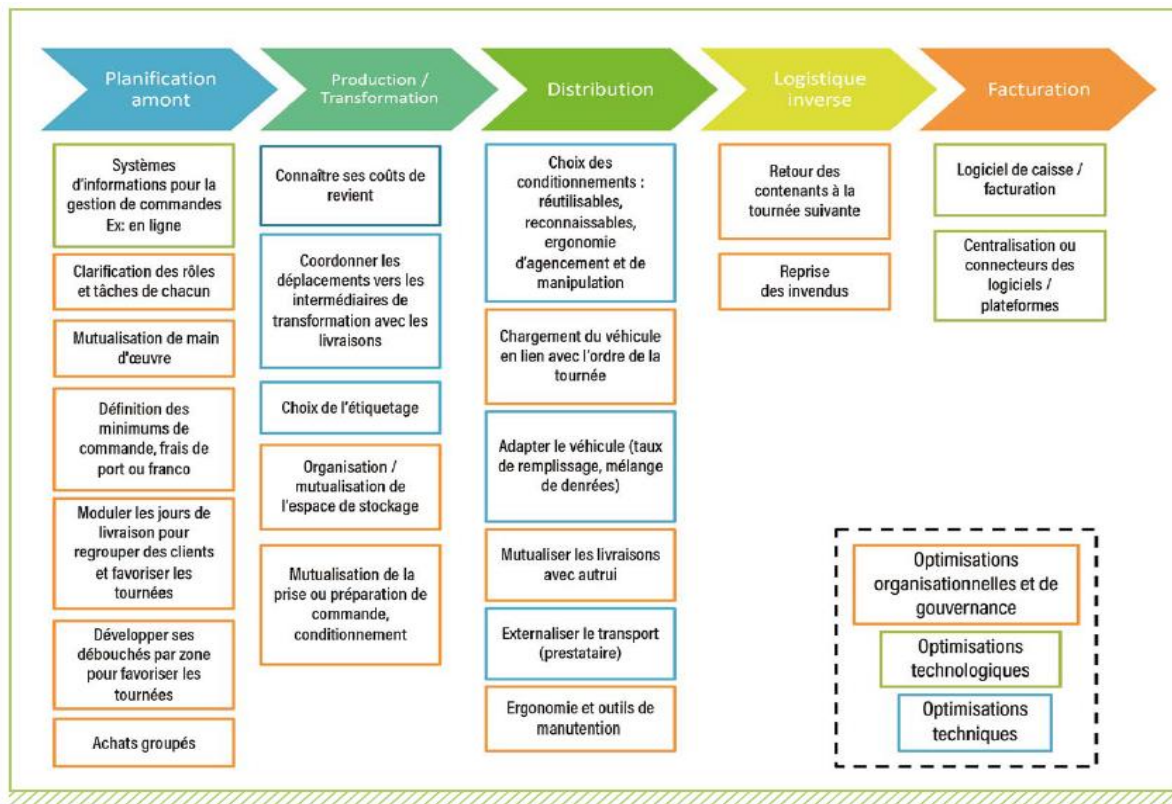 Planification
amont
Production /
Transformation
Distribution
Logistique
inverse
Facturation
Systèmes
d'informations pour la
gestion de commandes
Ex: en ligne
Clarification des rôles
et tâches de chacun
Mutualisation de main
d'œuvre
Définition des
minimums de
commande, frais de
port ou franco
Moduler les jours de
livraison pour
regrouper des clients
et favoriser les
tournées
Développer ses
débouchés par zone
pour favoriser les
tournées
Achats groupés
Connaître ses coûts de
revient
Coordonner les
déplacements vers les
intermédiaires de
transformation avec les
livraisons
Choix de l'étiquetage
Organisation /
mutualisation de
l'espace de stockage
Mutualisation de la
prise ou préparation de
commande,
conditionnement
Choix des
conditionnements :
réutilisables,
reconnaissables,
ergonomie
d'agencement et de
manipulation
Chargement du véhicule
en lien avec l'ordre de la
tournée
Adapter le véhicule (taux
de remplissage, mélange
de denrées)
Mutualiser les livraisons
avec autrui
Externaliser le transport
(prestataire)
Ergonomie et outils de
manutention
Retour des
contenants à la
tournée suivante
Reprise
des invendus
Logiciel de caisse /
facturation
Centralisation ou
connecteurs des
logiciels /
plateformes
Optimisations
organisationnelles et de
gouvernance
Optimisations
technologiques
Optimisations
techniques